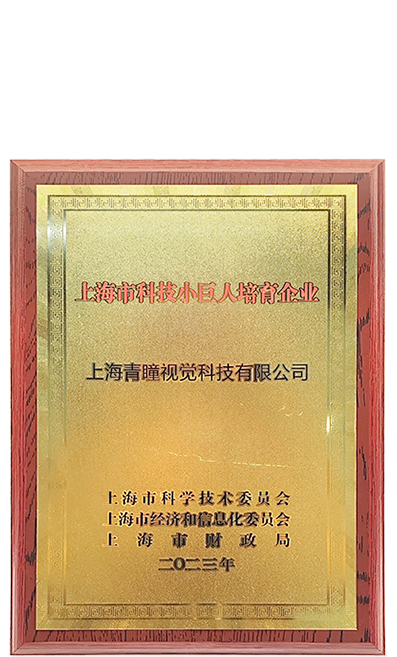 上海市科技小巨人培育企业
上海青瞳视觉科技有限公司
上海市科学技术委员会
上海市经济和信息化委员会
上海市财政局
二〇二三年